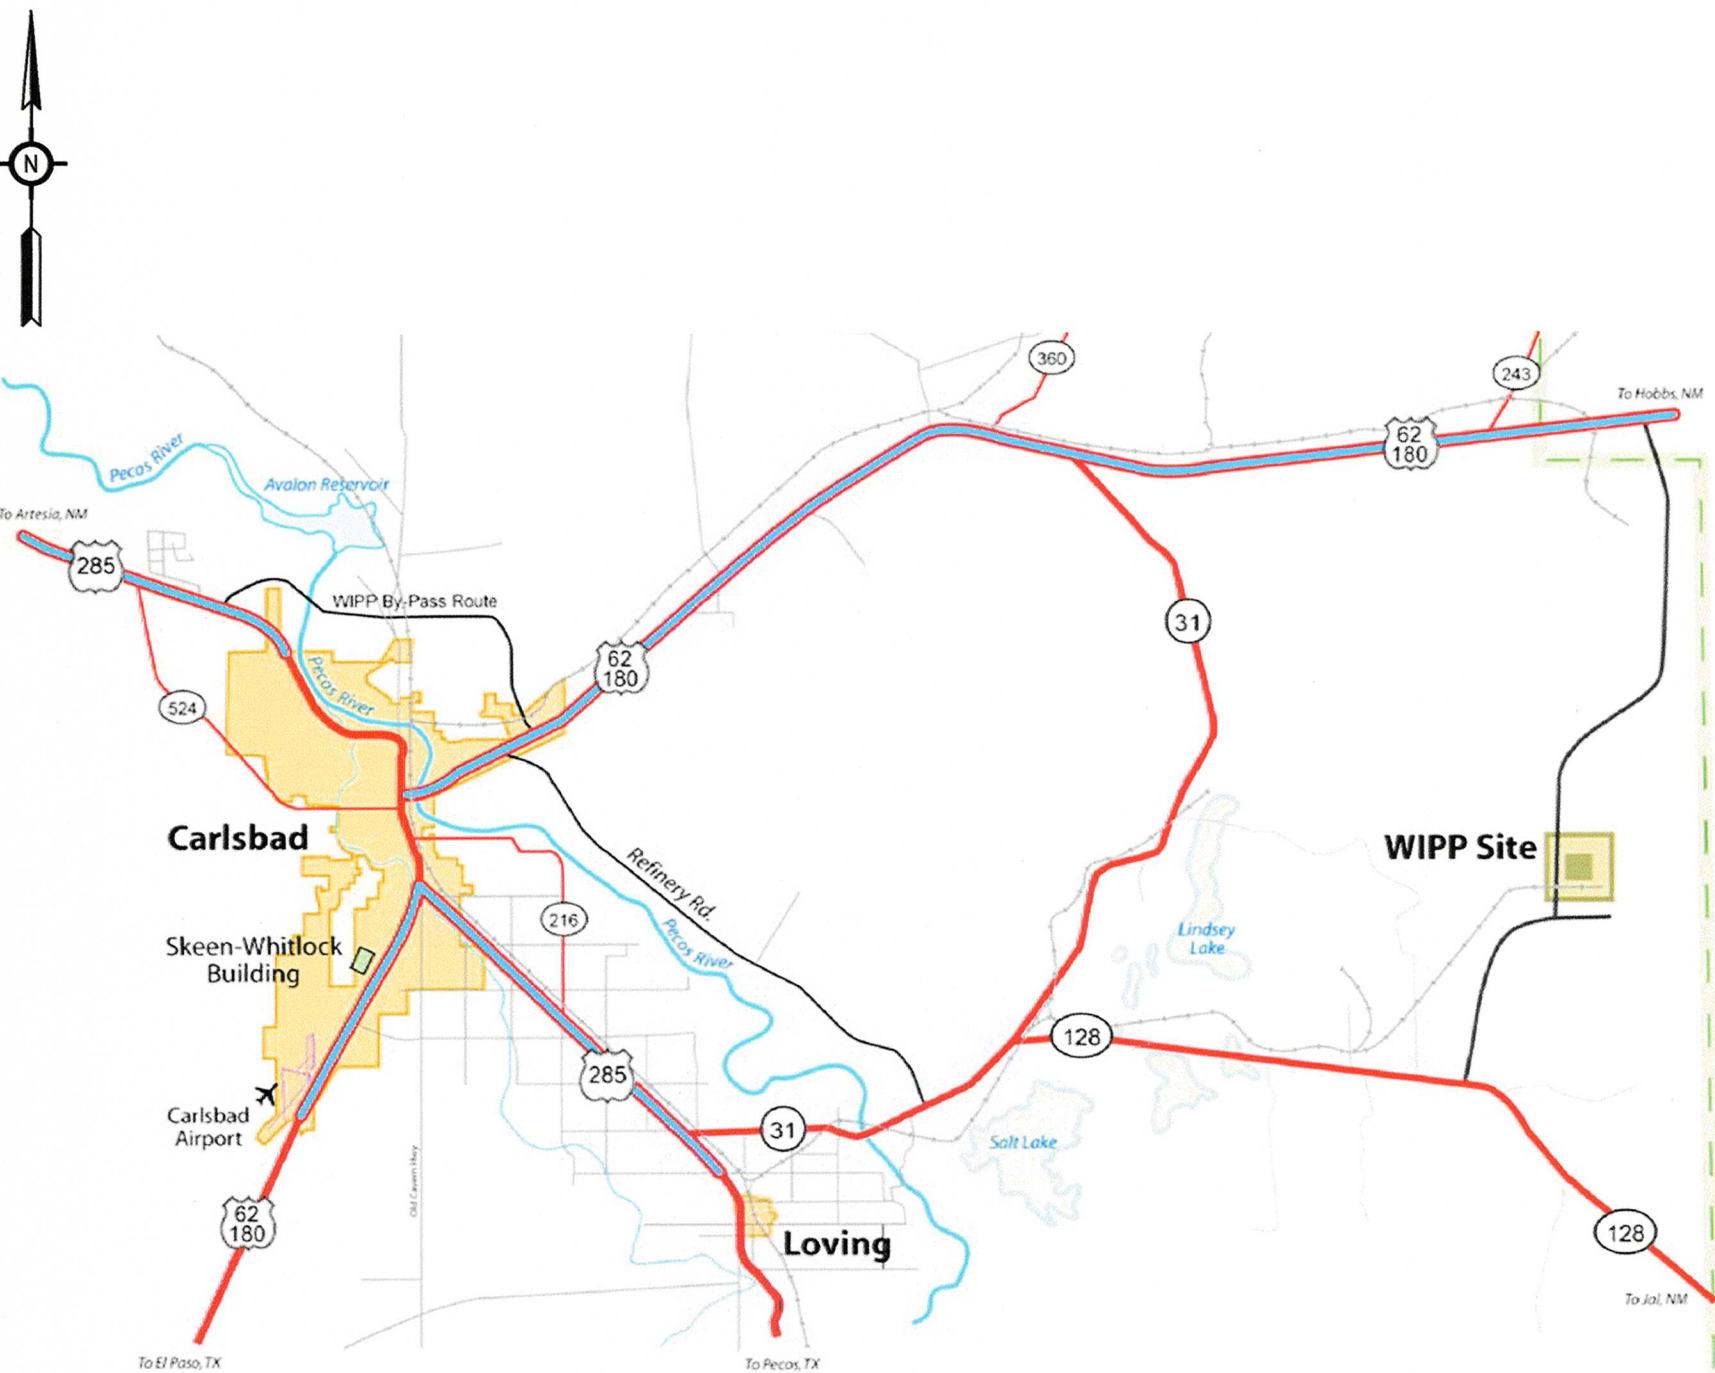 N
360
243
To Hobbs, NM
62
180
Pecos River
Avalon Reservoir
To Artesia, NM
285
WIPP By-Pass Route
31
62
180
Pecos River
524
Carlsbad
WIPP Site
Refinery Rd.
216
Pecos River
Lindsey
Lake
Skeen-Whitlock
Building
128
285
Carlsbad
Airport
31
Salt Lake
Old Cavern Hwy
62
180
Loving
128
To Jal, NM
To El Paso, TX
To Pecos, TX